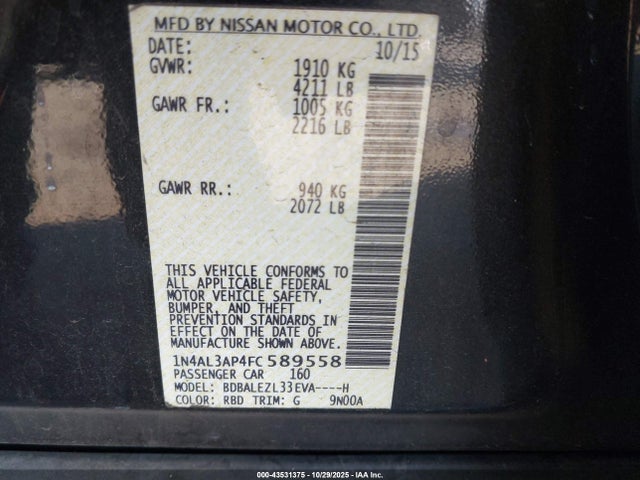 MFD BY NISSAN MOTOR CO., LTD.
DATE: 10/15
GVWR: 1910 KG
4211 LB
GAWR FR.: 1005 KG
2216 LB
GAWR RR.: 940 KG
2072 LB
THIS VEHICLE CONFORMS TO
ALL APPLICABLE FEDERAL
MOTOR VEHICLE SAFETY,
BUMPER, AND THEFT
PREVENTION STANDARDS IN
EFFECT ON THE DATE OF
MANUFACTURE SHOWN ABOVE.
1N4AL3AP4FC589558
PASSENGER CAR 160
MODEL: BDBALEZL33EVA----H
COLOR: RBD TRIM: G 9N00A
000-43531375 - 10/29/2025 - IAA Inc.